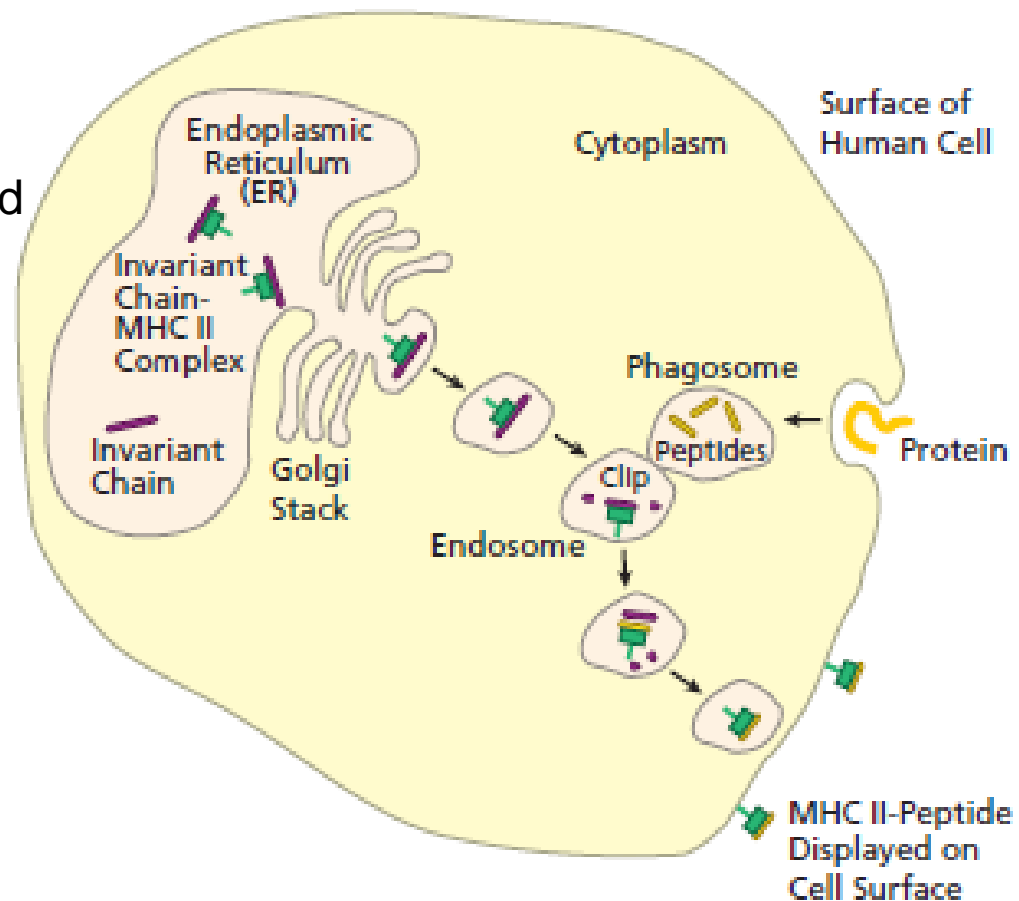 Endoplasmic
Reticulum
(ER)
Cytoplasm
Surface of
Human Cell
d
Invariant
Chain-
MHC II
Complex
Invariant
Chain
Golgi
Stack
Phagosome
Peptides
Protein
Clip
Endosome
MHC II-Peptide
Displayed on
Cell Surface